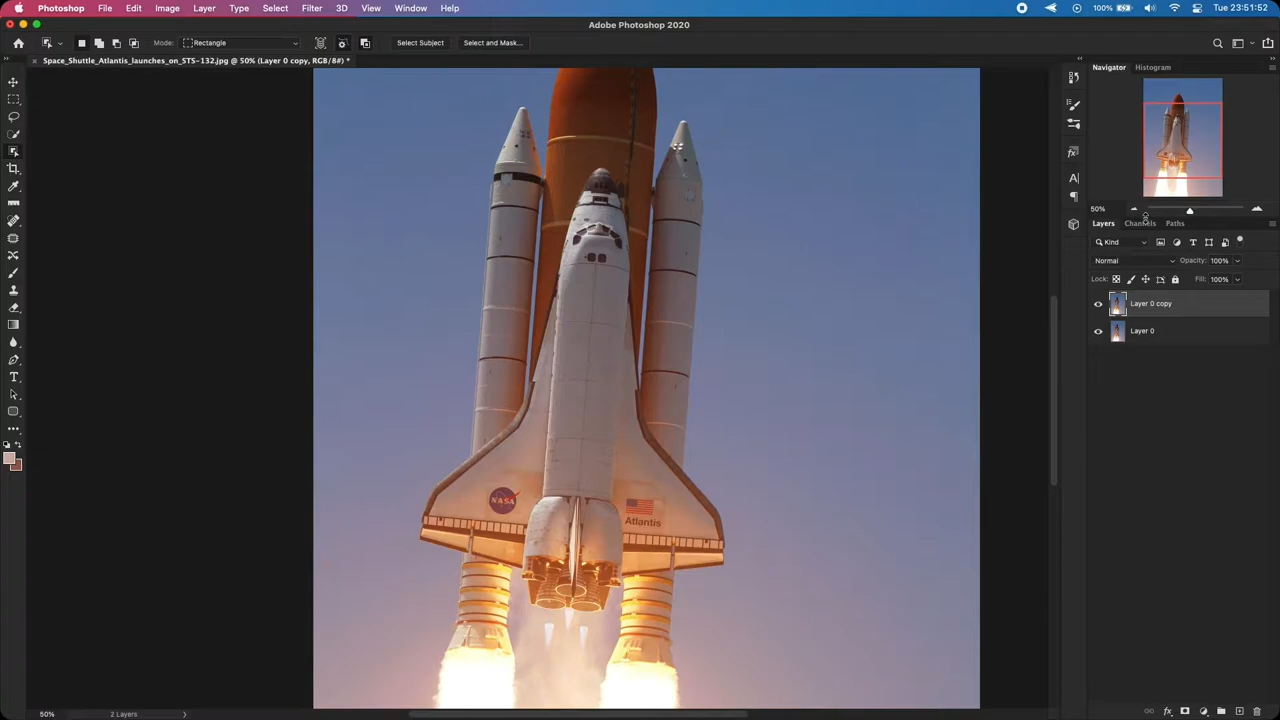 Photoshop File Edit Image Layer Type Select Filter 3D View Window Help 100% Tue 23:51:52
Adobe Photoshop 2020
Mode: Rectangle Select Subject Select and Mask...
Space_Shuttle_Atlantis_launches_on_STS-132.jpg @ 50% (Layer 0 copy, RGB/8#) *
Navigator Histogram
50%
Layers Channels Paths
Kind
Normal Opacity: 100%
Lock: Fill: 100%
Layer 0 copy
Layer 0
NASA
Atlantis
50% 2 Layers